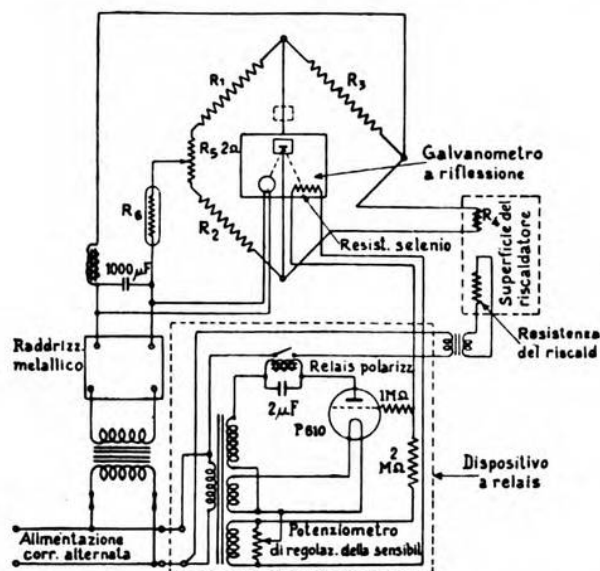 R1
R3
R5 2Ω
Galvanometro
a riflessione
R6
R2
R4
Superficie del
riscaldatore
Resist. selenio
1000μF
Resistenza
del riscald
Raddrizz.
metallico
Relais polarizz
2μF
1MΩ
P610
2
MΩ
Dispositivo
a relais
Alimentazione
corr. alternata
Potenziometro
di regolaz. della sensibil.